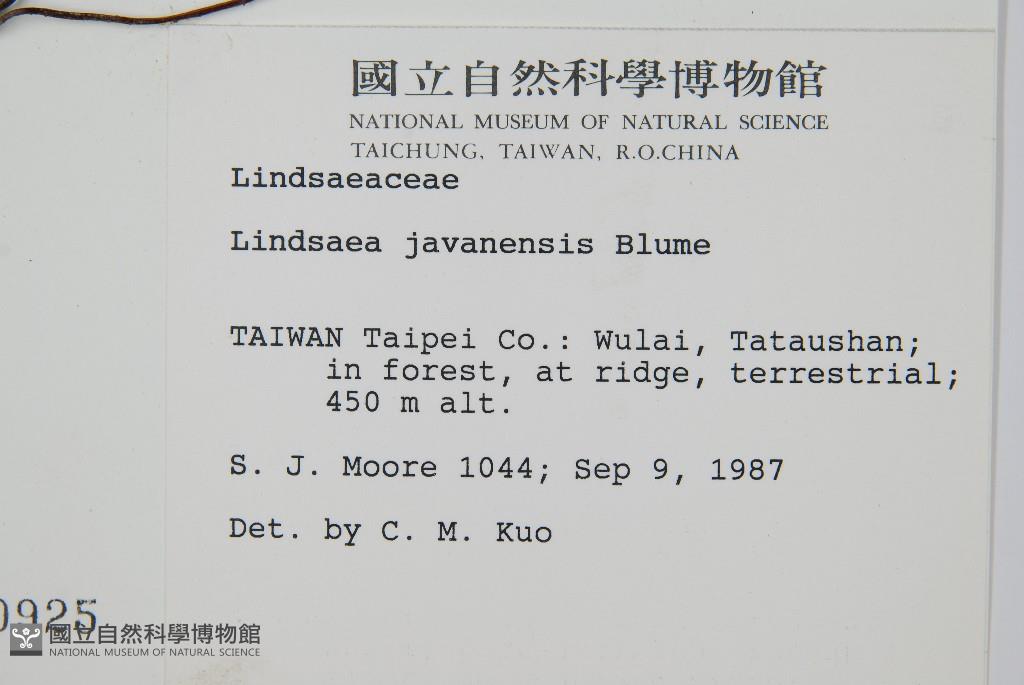 國立自然科學博物館
NATIONAL MUSEUM OF NATURAL SCIENCE
TAICHUNG, TAIWAN, R.O.CHINA
Lindsaeaceae
Lindsaea javanensis Blume
TAIWAN Taipei Co.: Wulai, Tataushan;
in forest, at ridge, terrestrial;
450 m alt.
S. J. Moore 1044; Sep 9, 1987
Det. by C. M. Kuo
0925
國立自然科學博物館
NATIONAL MUSEUM OF NATURAL SCIENCE